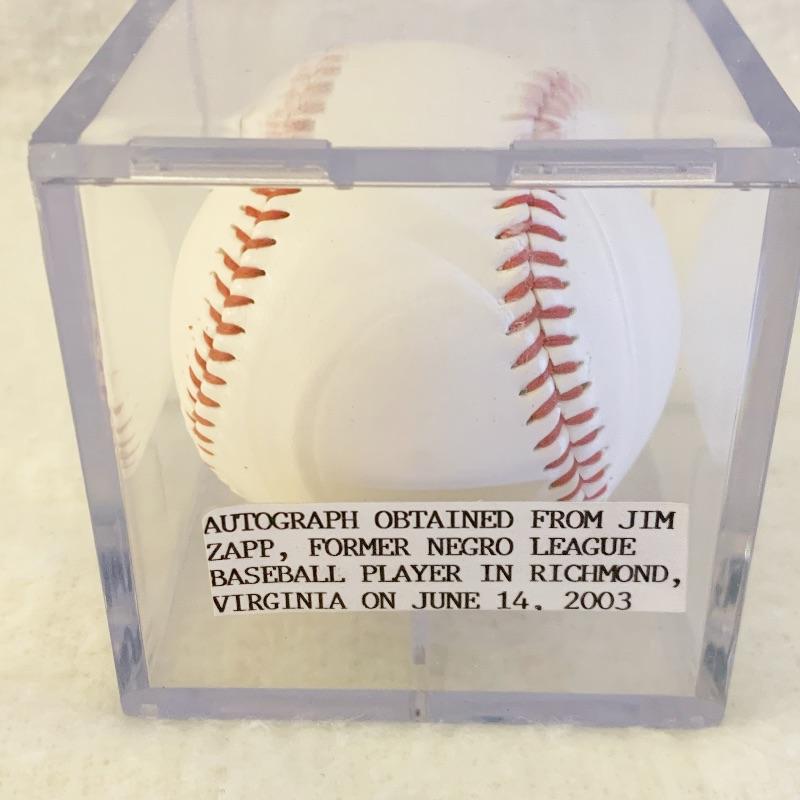 AUTOGRAPH OBTAINED FROM JIM
ZAPP, FORMER NEGRO LEAGUE
BASEBALL PLAYER IN RICHMOND,
VIRGINIA ON JUNE 14, 2003